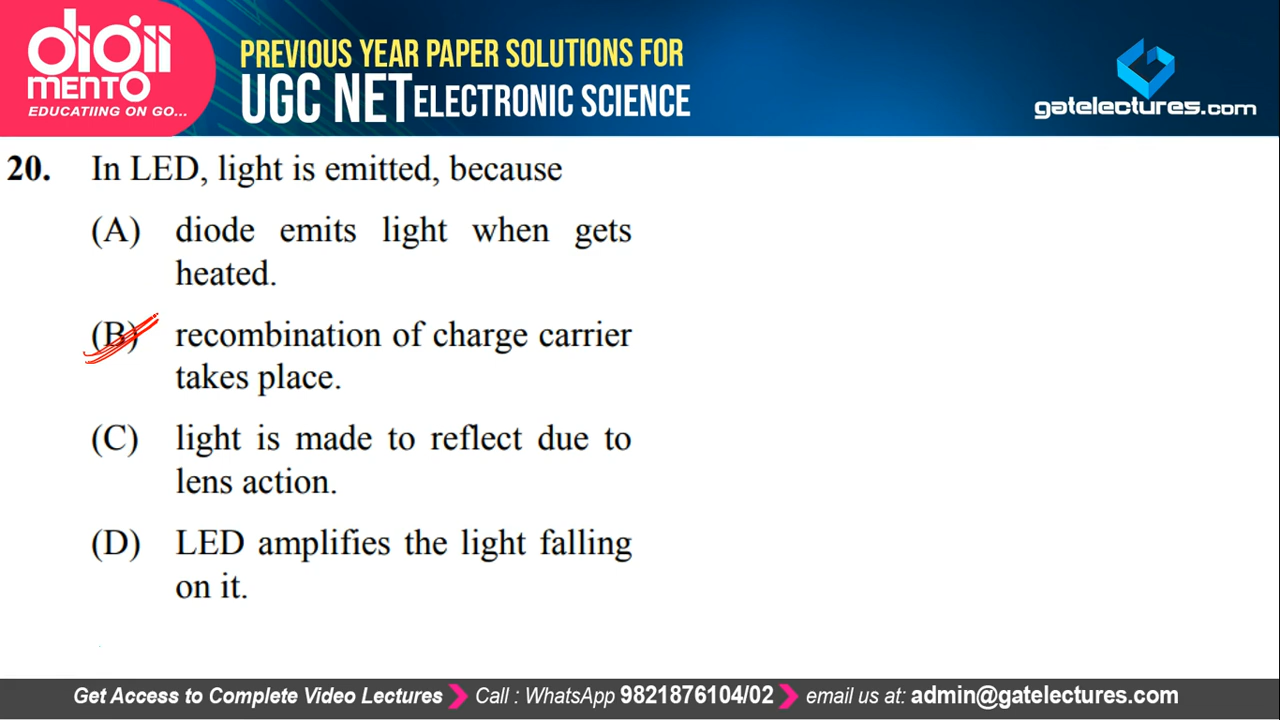 digii
MENTO
EDUCATIING ON GO...
PREVIOUS YEAR PAPER SOLUTIONS FOR
UGC NET ELECTRONIC SCIENCE
gatelectures.com
20. In LED, light is emitted, because
(A) diode emits light when gets
heated.
(B) recombination of charge carrier
takes place.
(C) light is made to reflect due to
lens action.
(D) LED amplifies the light falling
on it.
Get Access to Complete Video Lectures Call : WhatsApp 9821876104/02 email us at: admin@gatelectures.com